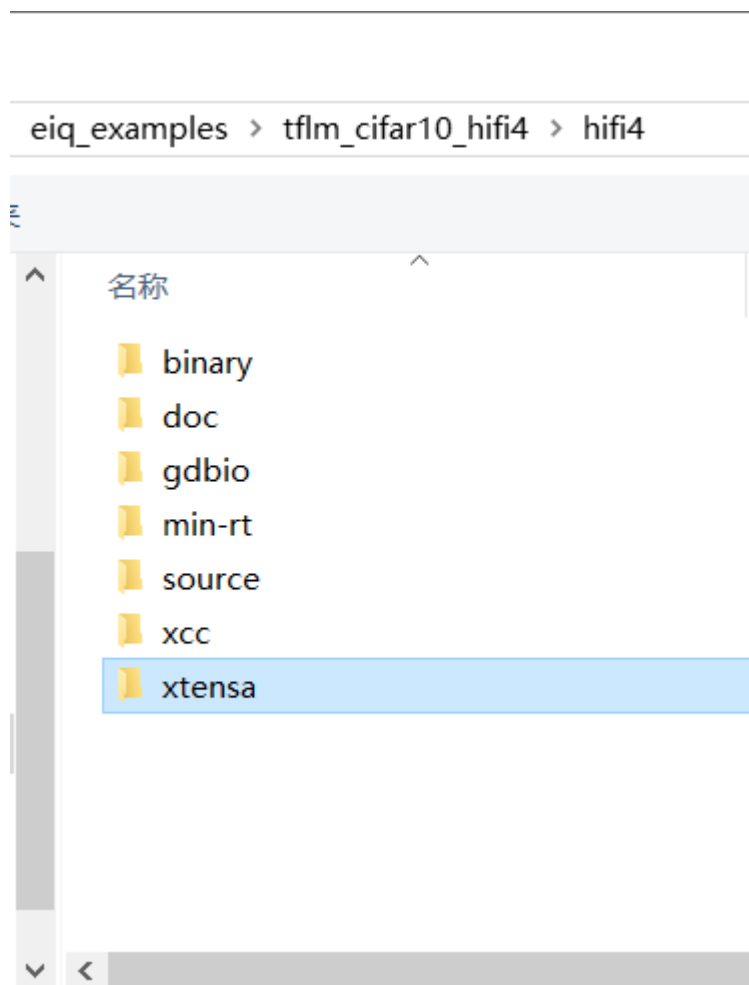 eiq_examples > tflm_cifar10_hifi4 > hifi4
名称
binary
doc
gdbio
min-rt
source
xcc
xtensa